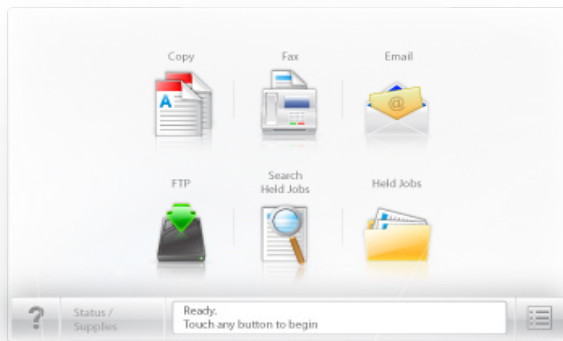 Copy
Fax
Email
A
@
FTP
Search
Held Jobs
Held Jobs
?
Status /
Supplies
Ready.
Touch any button to begin